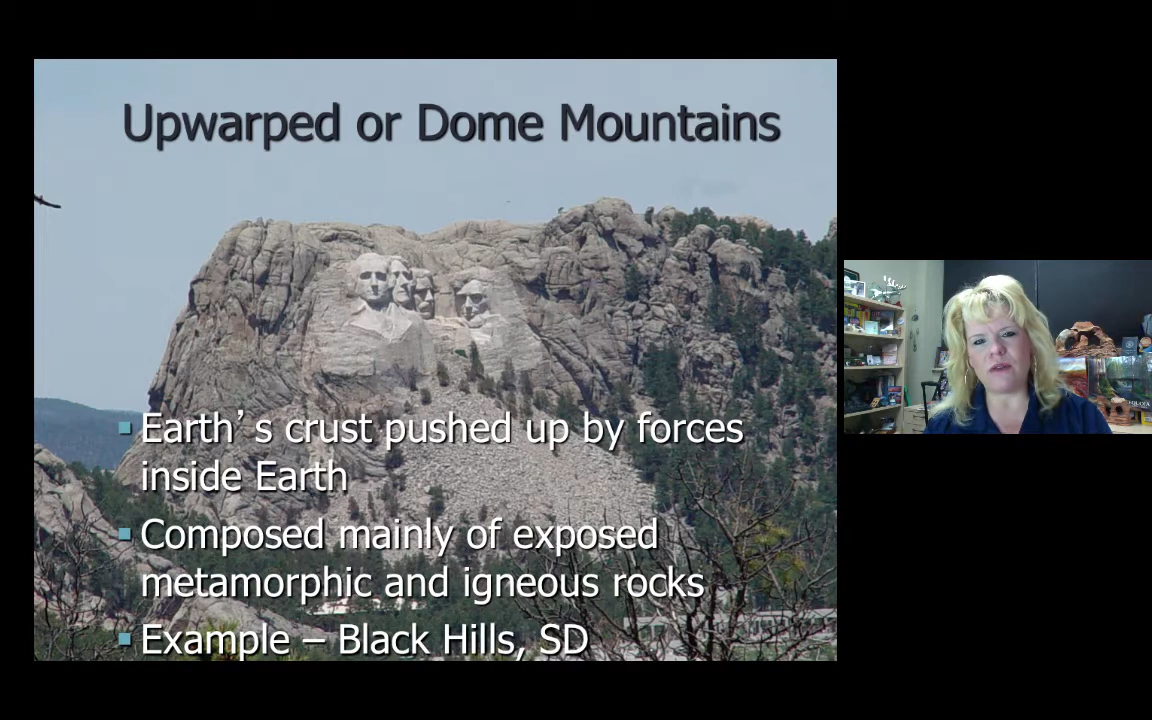 Upwarped or Dome Mountains
▪ Earth's crust pushed up by forces
inside Earth
▪ Composed mainly of exposed
metamorphic and igneous rocks
▪ Example – Black Hills, SD